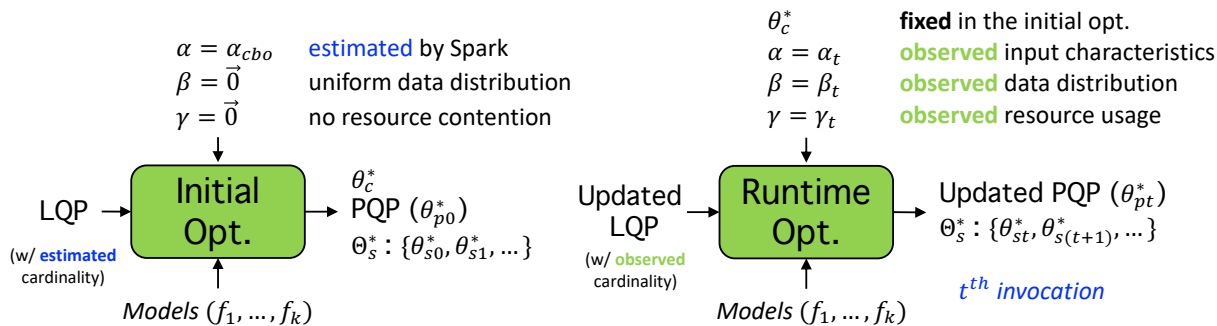 α = α_cbo estimated by Spark
β = 0⃗ uniform data distribution
γ = 0⃗ no resource contention
LQP
(w/ estimated
cardinality)
Initial
Opt.
θ_c^*
PQP (θ_p0^*)
Θ_s^* : {θ_s0^*, θ_s1^*, …}
Models (f_1, …, f_k)
θ_c^* fixed in the initial opt.
α = α_t observed input characteristics
β = β_t observed data distribution
γ = γ_t observed resource usage
Updated
LQP
(w/ observed
cardinality)
Runtime
Opt.
Updated PQP (θ_pt^*)
Θ_s^* : {θ_st^*, θ_s(t+1)^*, …}
t^th invocation
Models (f_1, …, f_k)